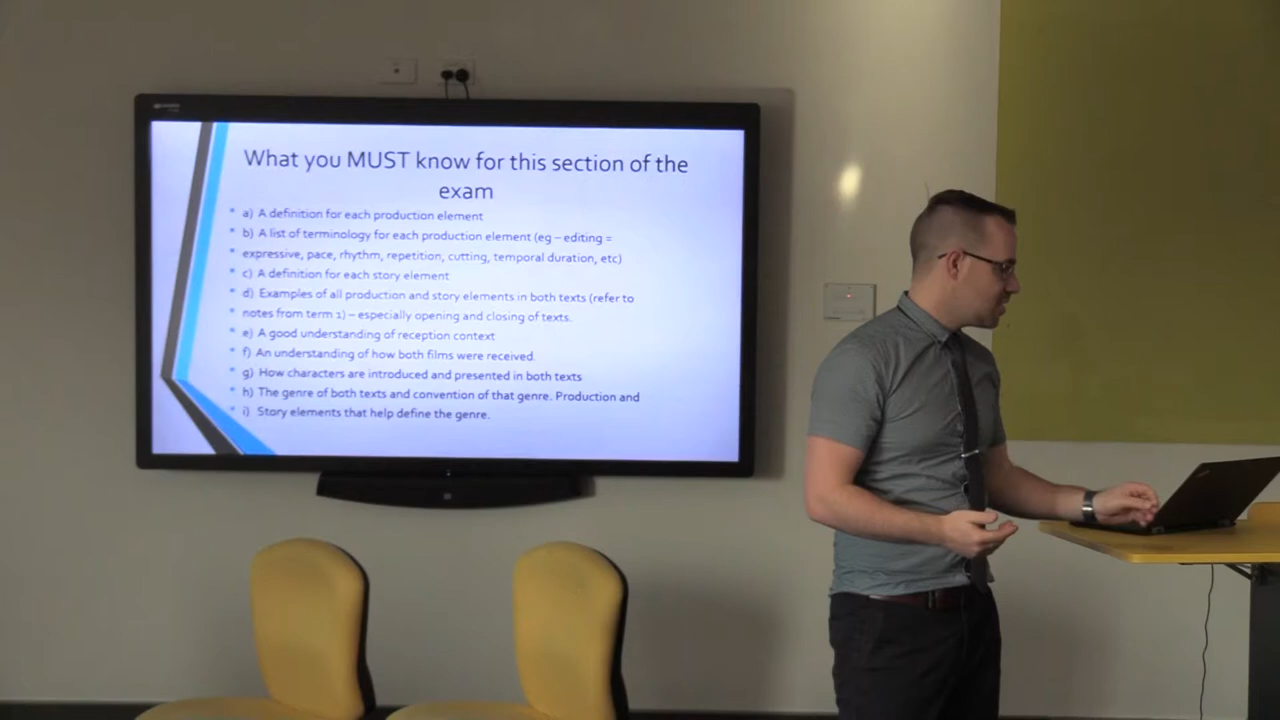 What you MUST know for this section of the
exam
a) A definition for each production element
b) A list of terminology for each production element (eg – editing =
expressive, pace, rhythm, repetition, cutting, temporal duration, etc)
c) A definition for each story element
d) Examples of all production and story elements in both texts (refer to
notes from term 1) – especially opening and closing of texts.
e) A good understanding of reception context
f) An understanding of how both films were received.
g) How characters are introduced and presented in both texts
h) The genre of both texts and convention of that genre. Production and
i) Story elements that help define the genre.